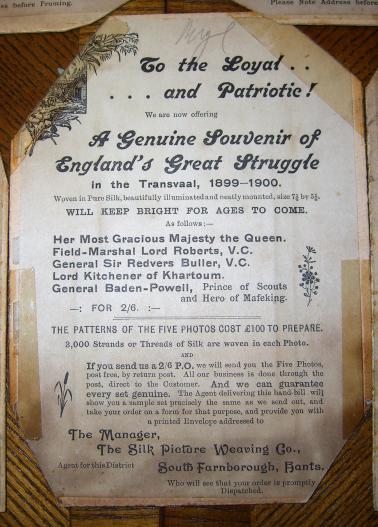 ss before Framing.
Please Note Address before
To the Loyal . .
. . . and Patriotic!
We are now offering
A Genuine Souvenir of
England's Great Struggle
in the Transvaal, 1899—1900.
Woven in Pure Silk, beautifully illuminated and neatly mounted, size 7½ by 5½.
WILL KEEP BRIGHT FOR AGES TO COME.
As follows:—
Her Most Gracious Majesty the Queen.
Field-Marshal Lord Roberts, V.C.
General Sir Redvers Buller, V.C.
Lord Kitchener of Khartoum.
General Baden-Powell, Prince of Scouts
and Hero of Mafeking.
—: FOR 2/6. :—
THE PATTERNS OF THE FIVE PHOTOS COST £100 TO PREPARE.
3,000 Strands or Threads of Silk are woven in each Photo.
AND
If you send us a 2/6 P.O. we will send you the Five Photos,
post free, by return post. All our business is done through the
post, direct to the Customer. And we can guarantee
every set genuine. The Agent delivering this hand-bill will
show you a sample set precisely the same as we send out, and
take your order on a form for that purpose, and provide you with
a printed Envelope addressed to
The Manager,
The Silk Picture Weaving Co.,
Agent for this District South Farnborough, Hants.
Who will see that your order is promptly
Dispatched.